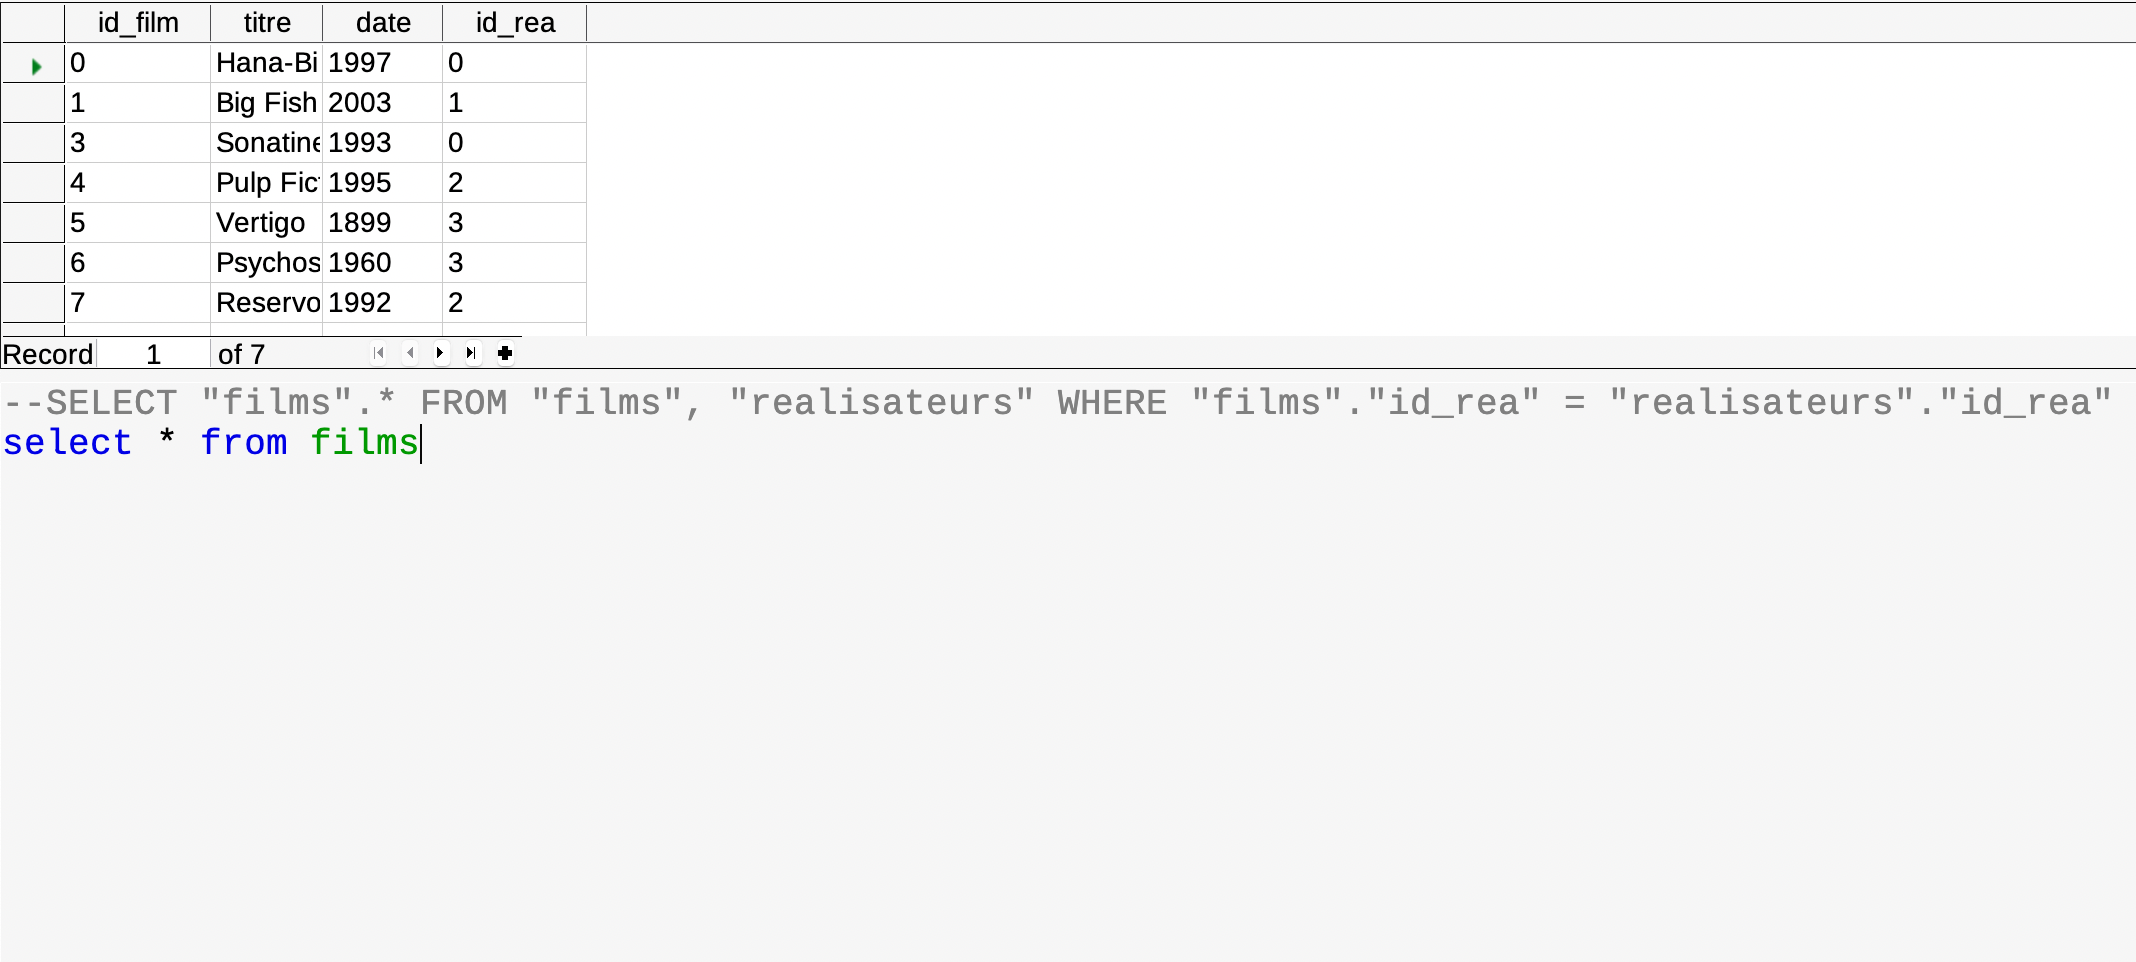 id_film titre date id_rea
0 Hana-Bi 1997 0
1 Big Fish 2003 1
3 Sonatine 1993 0
4 Pulp Fic 1995 2
5 Vertigo 1899 3
6 Psychos 1960 3
7 Reservo 1992 2
Record 1 of 7
--SELECT "films".* FROM "films", "realisateurs" WHERE "films"."id_rea" = "realisateurs"."id_rea"
select * from films